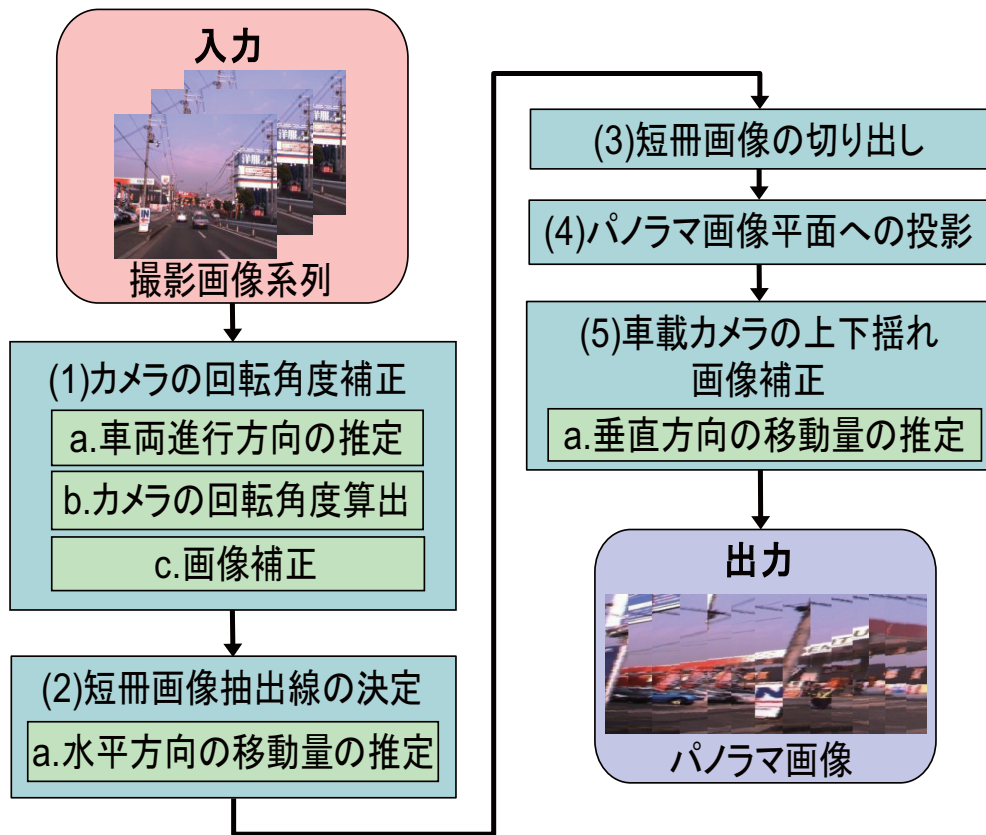 入力
洋服
IN
撮影画像系列
(1)カメラの回転角度補正
a.車両進行方向の推定
b.カメラの回転角度算出
c.画像補正
(2)短冊画像抽出線の決定
a.水平方向の移動量の推定
(3)短冊画像の切り出し
(4)パノラマ画像平面への投影
(5)車載カメラの上下揺れ
画像補正
a.垂直方向の移動量の推定
出力
パノラマ画像